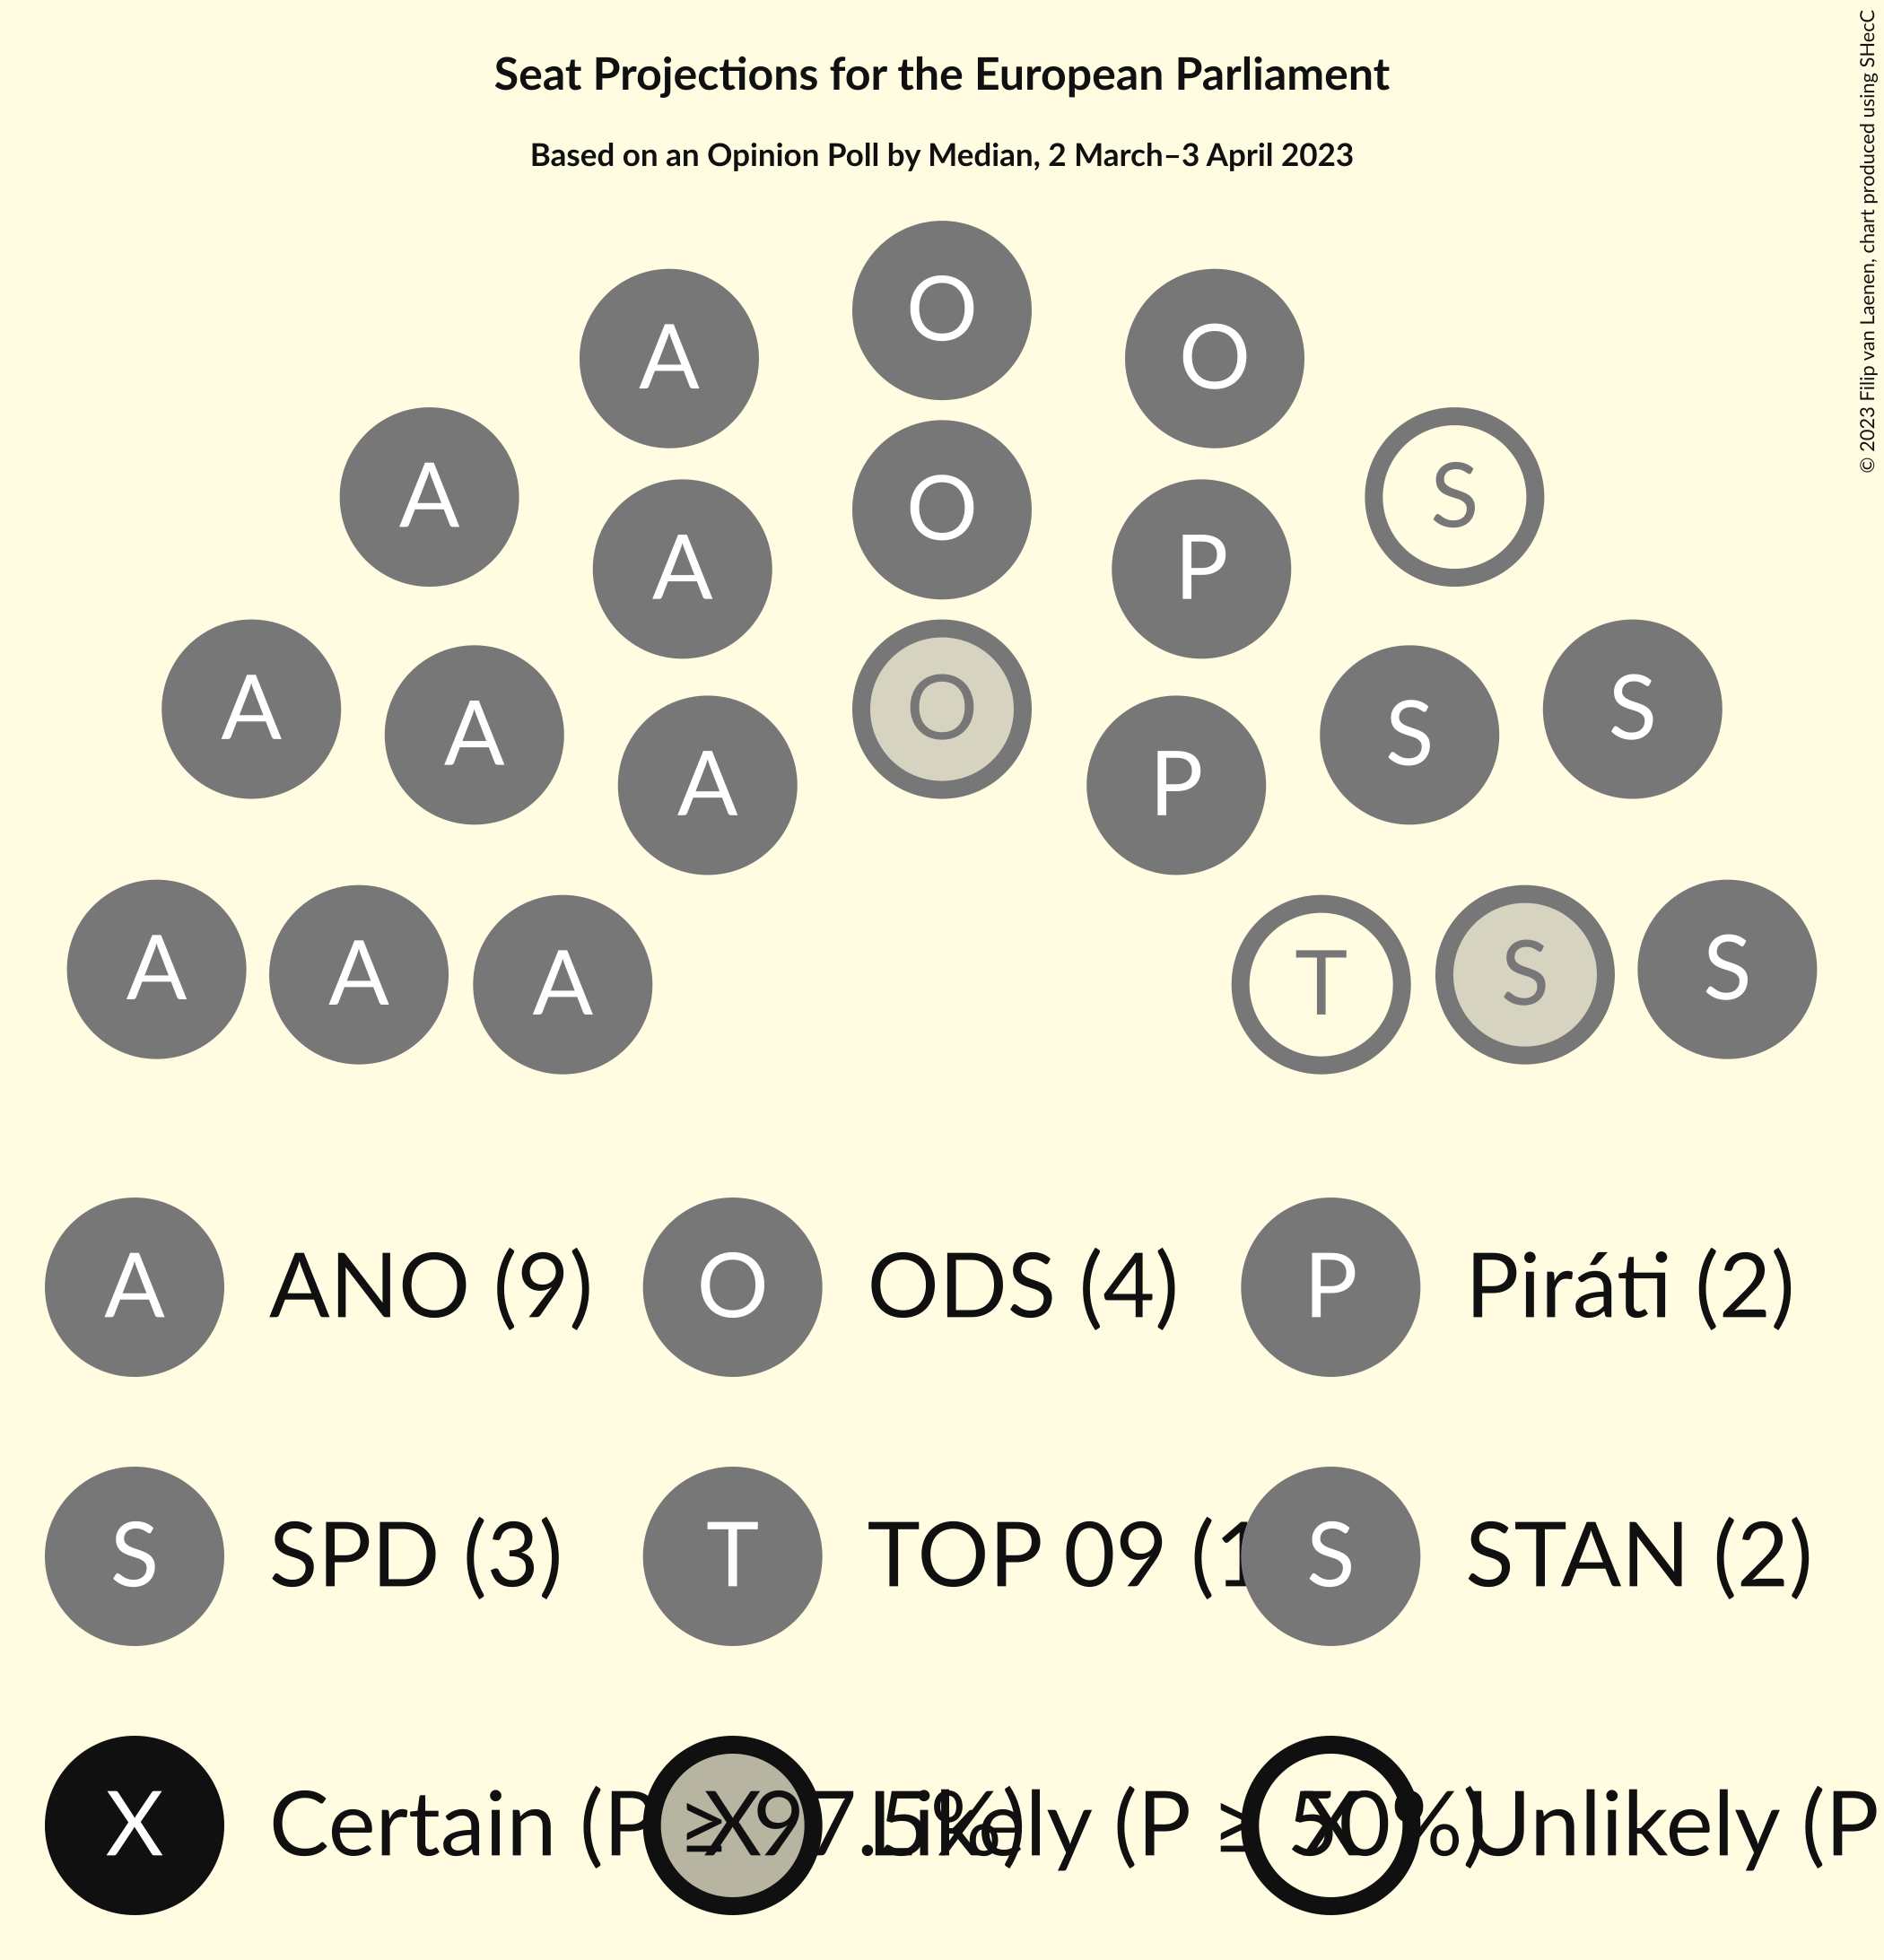 Seat Projections for the European Parliament
Based on an Opinion Poll by Median, 2 March–3 April 2023
© 2023 Filip van Laenen, chart produced using SHecC
O
A O
A O P S
A
A A A O P S S
A A A T S S
A ANO (9) O ODS (4) P Piráti (2)
S SPD (3) T TOP 09 (1 S STAN (2)
X Certain (P ≥ 97.5%) X Likely (P ≥ 50%) X Unlikely (P